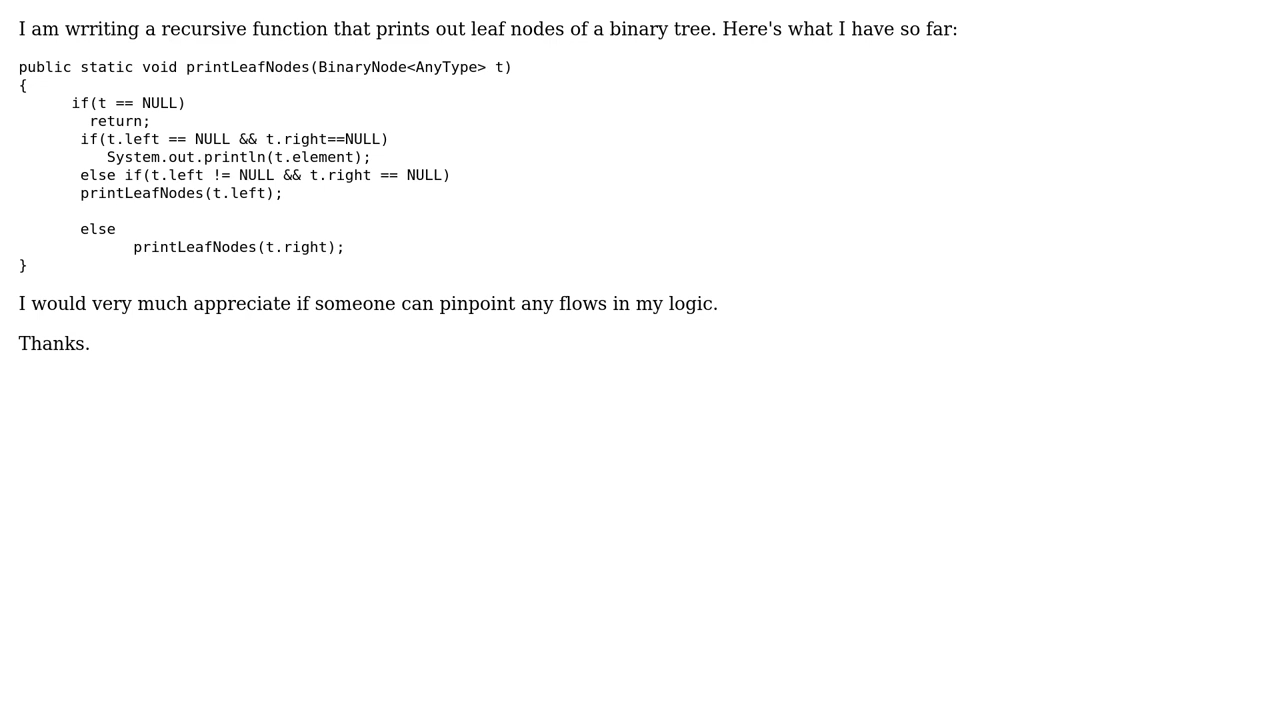 I am wrriting a recursive function that prints out leaf nodes of a binary tree. Here's what I have so far:
public static void printLeafNodes(BinaryNode<AnyType> t)
{
      if(t == NULL)
        return;
       if(t.left == NULL && t.right==NULL)
          System.out.println(t.element);
       else if(t.left != NULL && t.right == NULL)
       printLeafNodes(t.left);

       else
             printLeafNodes(t.right);
}
I would very much appreciate if someone can pinpoint any flows in my logic.
Thanks.